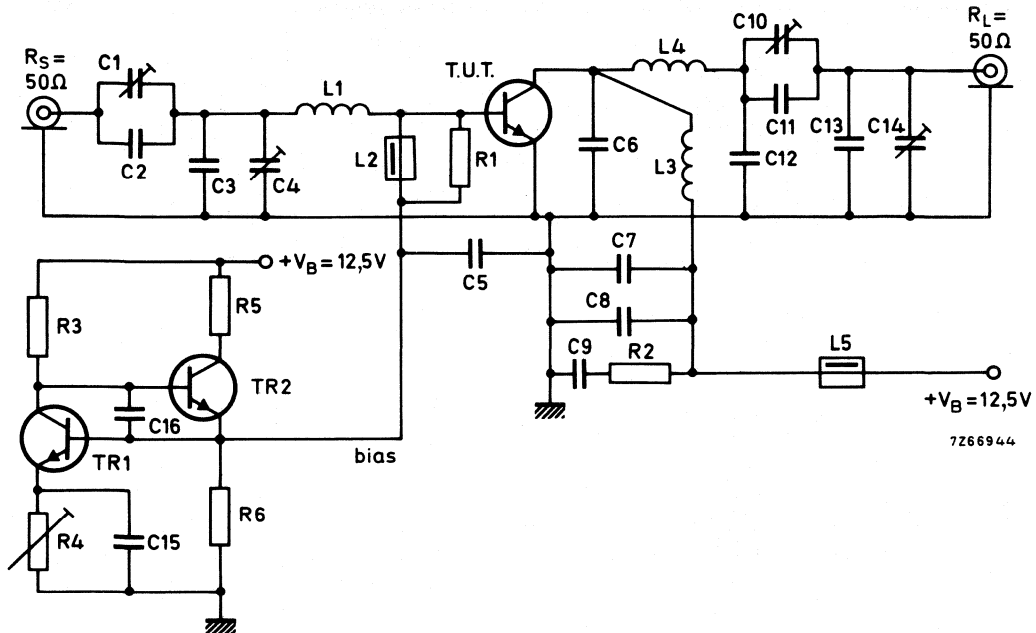 R_S=
50Ω
C1
C2
C3
C4
L1
L2
R1
T.U.T.
C6
L4
L3
C10
C11
C12
C13
C14
R_L=
50Ω
C5
C7
C8
C9
R2
L5
+V_B=12,5V
7Z66944
+V_B=12,5V
R3
R5
TR2
C16
TR1
bias
R4
C15
R6